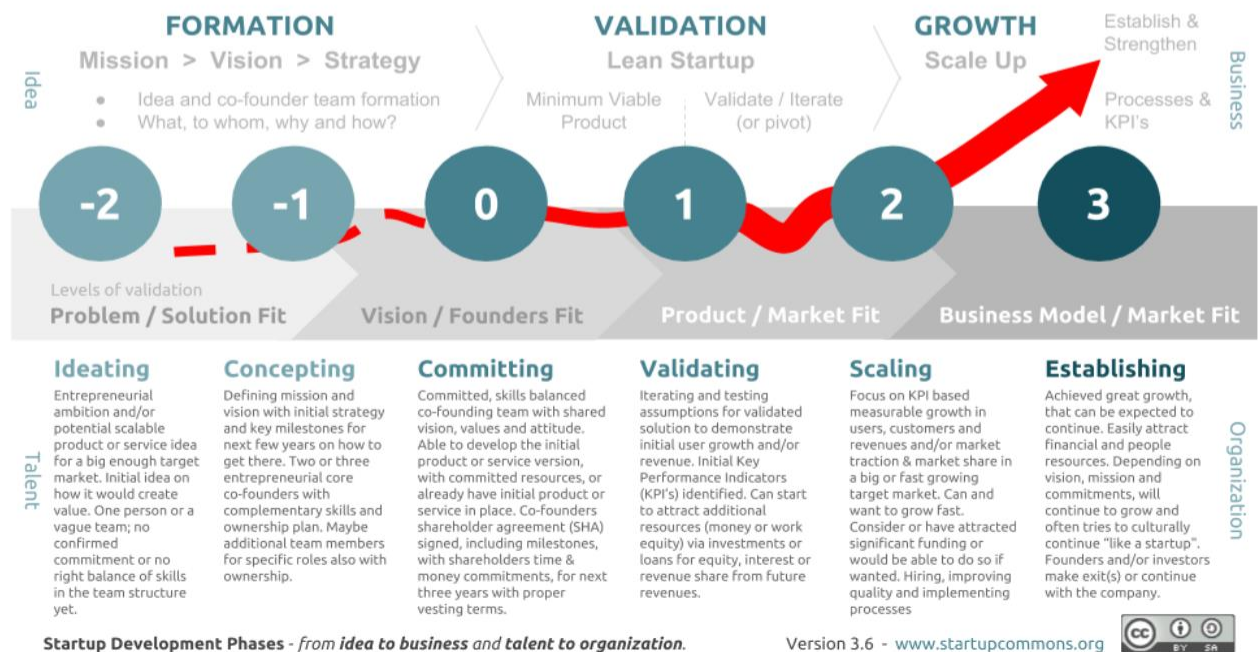 FORMATION
Mission > Vision > Strategy
● Idea and co-founder team formation
● What, to whom, why and how?
VALIDATION
Lean Startup
Minimum Viable
Product
Validate / Iterate
(or pivot)
GROWTH
Scale Up
Establish &
Strengthen
Processes &
KPI's
Idea
Business
-2
-1
0
1
2
3
Levels of validation
Problem / Solution Fit
Vision / Founders Fit
Product / Market Fit
Business Model / Market Fit
Talent
Organization
Ideating
Entrepreneurial
ambition and/or
potential scalable
product or service idea
for a big enough target
market. Initial idea on
how it would create
value. One person or a
vague team; no
confirmed
commitment or no
right balance of skills
in the team structure
yet.
Concepting
Defining mission and
vision with initial strategy
and key milestones for
next few years on how to
get there. Two or three
entrepreneurial core
co-founders with
complementary skills and
ownership plan. Maybe
additional team members
for specific roles also with
ownership.
Committing
Committed, skills balanced
co-founding team with shared
vision, values and attitude.
Able to develop the initial
product or service version,
with committed resources, or
already have initial product or
service in place. Co-founders
shareholder agreement (SHA)
signed, including milestones,
with shareholders time &
money commitments, for next
three years with proper
vesting terms.
Validating
Iterating and testing
assumptions for validated
solution to demonstrate
initial user growth and/or
revenue. Initial Key
Performance Indicators
(KPI's) identified. Can start
to attract additional
resources (money or work
equity) via investments or
loans for equity, interest or
revenue share from future
revenues.
Scaling
Focus on KPI based
measurable growth in
users, customers and
revenues and/or market
traction & market share in
a big or fast growing
target market. Can and
want to grow fast.
Consider or have attracted
significant funding or
would be able to do so if
wanted. Hiring, improving
quality and implementing
processes
Establishing
Achieved great growth,
that can be expected to
continue. Easily attract
financial and people
resources. Depending on
vision, mission and
commitments, will
continue to grow and
often tries to culturally
continue "like a startup".
Founders and/or investors
make exit(s) or continue
with the company.
Startup Development Phases - from idea to business and talent to organization.
Version 3.6 - www.startupcommons.org
cc BY SA